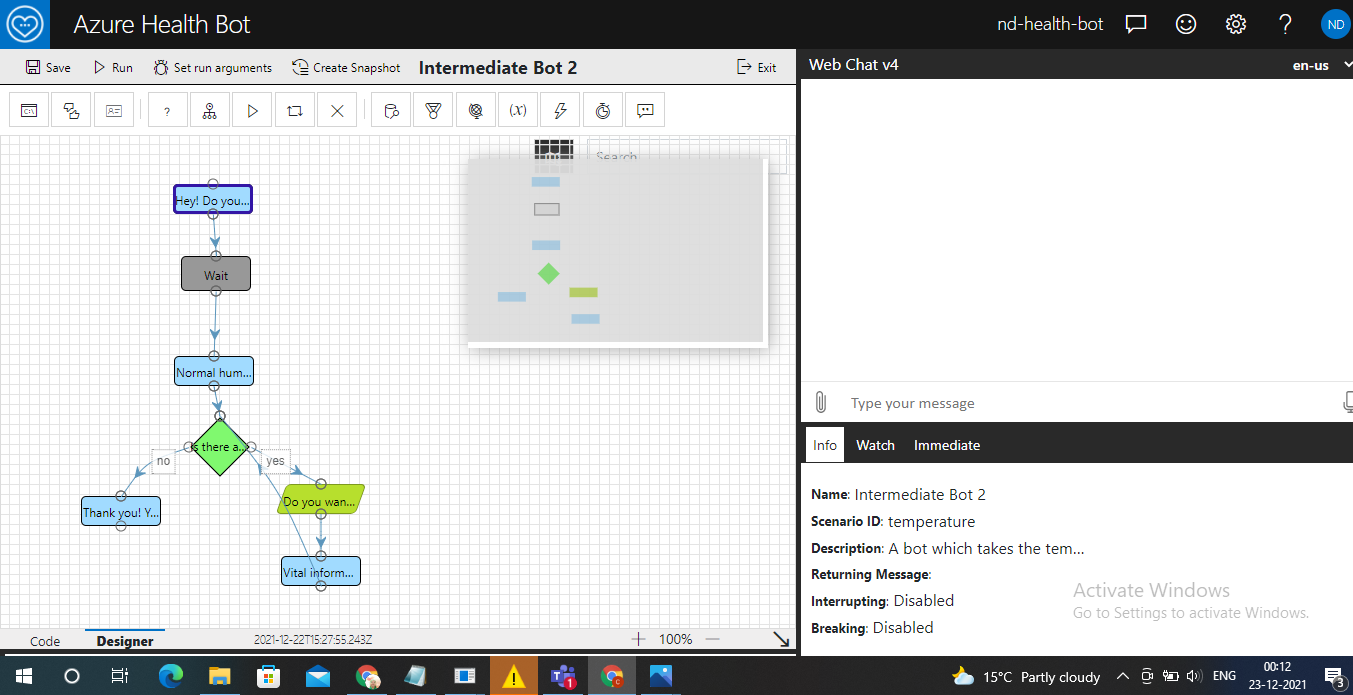 Azure Health Bot
nd-health-bot
?
ND
Save
Run
Set run arguments
Create Snapshot
Intermediate Bot 2
Exit
Web Chat v4
en-us
?
(x)
Search
Hey! Do you...
Wait
Normal hum...
s there a...
no
yes
Thank you! Y...
Do you wan...
Vital inform...
Type your message
Info
Watch
Immediate
Name: Intermediate Bot 2
Scenario ID: temperature
Description: A bot which takes the tem...
Returning Message:
Interrupting: Disabled
Breaking: Disabled
Activate Windows
Go to Settings to activate Windows.
Code
Designer
2021-12-22T15:27:55.243Z
100%
15°C Partly cloudy
ENG
00:12
23-12-2021
1
3